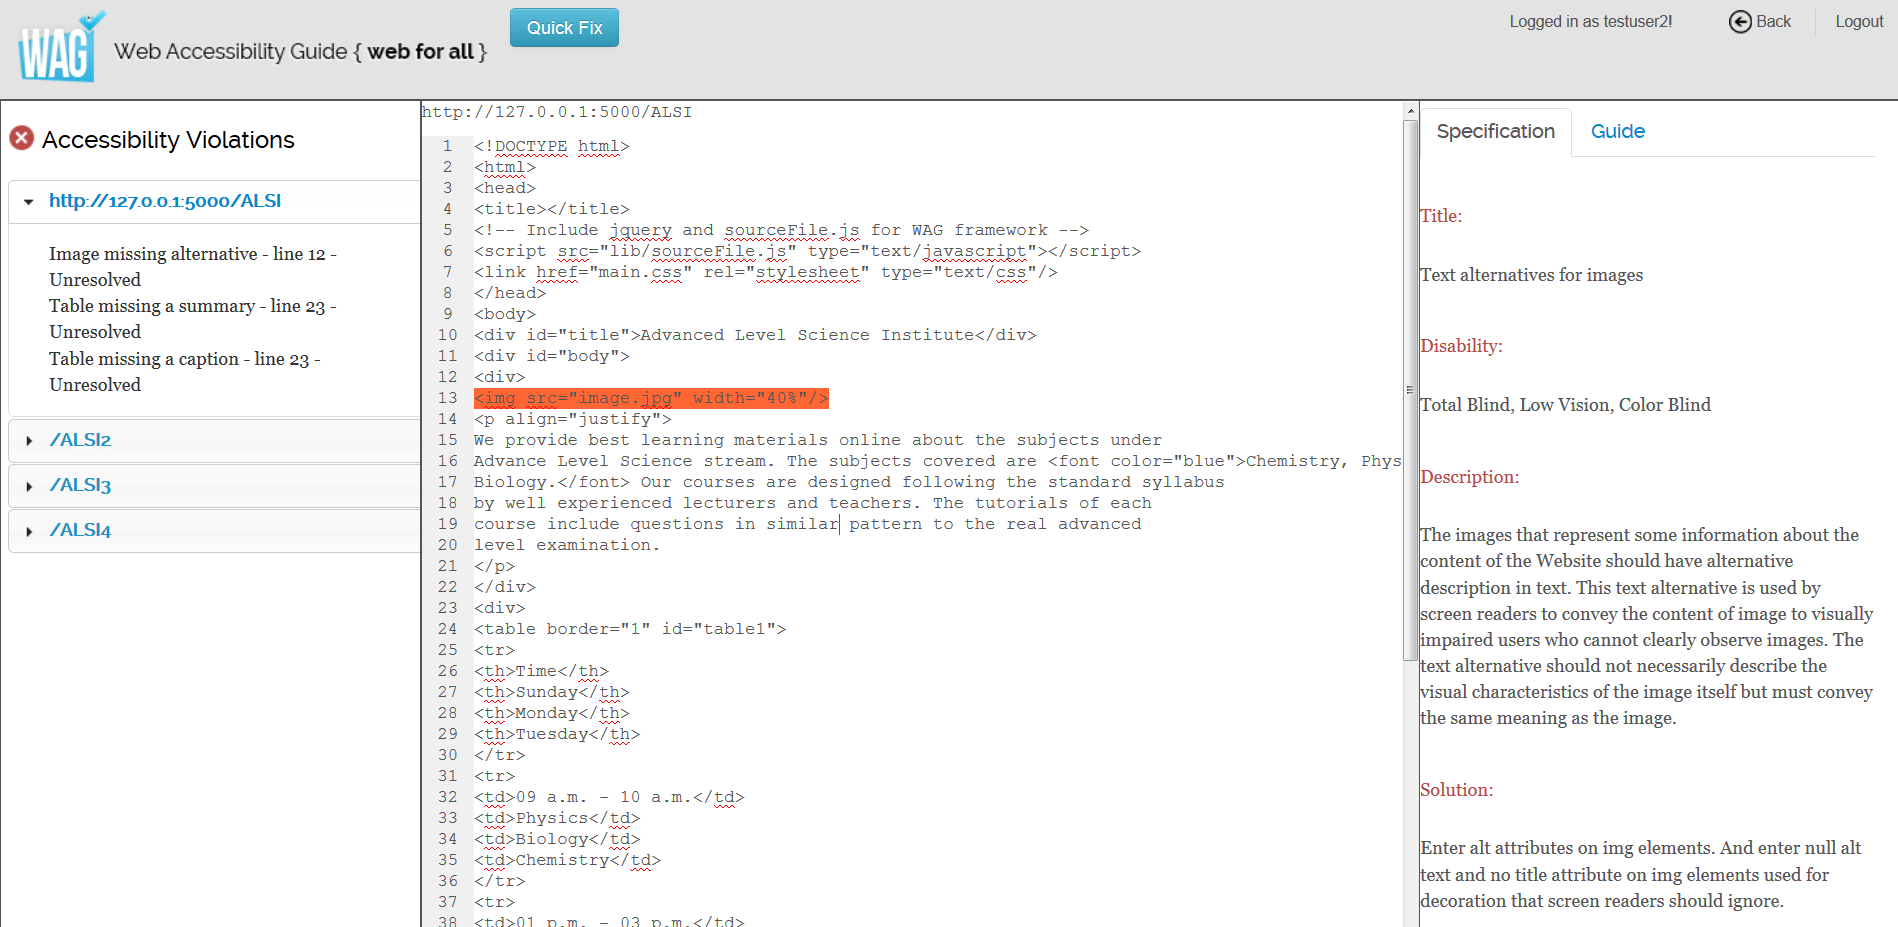 WAG
Web Accessibility Guide { web for all }
Quick Fix
Logged in as testuser2!
Back
Logout
Accessibility Violations
http://127.0.0.1:5000/ALSI
Image missing alternative - line 12 -
Unresolved
Table missing a summary - line 23 -
Unresolved
Table missing a caption - line 23 -
Unresolved
/ALSI2
/ALSI3
/ALSI4
http://127.0.0.1:5000/ALSI
1 <!DOCTYPE html>
2 <html>
3 <head>
4 <title></title>
5 <!-- Include jquery and sourceFile.js for WAG framework -->
6 <script src="lib/sourceFile.js" type="text/javascript"></script>
7 <link href="main.css" rel="stylesheet" type="text/css"/>
8 </head>
9 <body>
10 <div id="title">Advanced Level Science Institute</div>
11 <div id="body">
12 <div>
13 <img src="image.jpg" width="40%"/>
14 <p align="justify">
15 We provide best learning materials online about the subjects under
16 Advance Level Science stream. The subjects covered are <font color="blue">Chemistry, Phys
17 Biology.</font> Our courses are designed following the standard syllabus
18 by well experienced lecturers and teachers. The tutorials of each
19 course include questions in similar pattern to the real advanced
20 level examination.
21 </p>
22 </div>
23 <div>
24 <table border="1" id="table1">
25 <tr>
26 <th>Time</th>
27 <th>Sunday</th>
28 <th>Monday</th>
29 <th>Tuesday</th>
30 </tr>
31 <tr>
32 <td>09 a.m. - 10 a.m.</td>
33 <td>Physics</td>
34 <td>Biology</td>
35 <td>Chemistry</td>
36 </tr>
37 <tr>
38 <td>01 p.m. - 03 p.m.</td>
Specification
Guide
Title:
Text alternatives for images
Disability:
Total Blind, Low Vision, Color Blind
Description:
The images that represent some information about the
content of the Website should have alternative
description in text. This text alternative is used by
screen readers to convey the content of image to visually
impaired users who cannot clearly observe images. The
text alternative should not necessarily describe the
visual characteristics of the image itself but must convey
the same meaning as the image.
Solution:
Enter alt attributes on img elements. And enter null alt
text and no title attribute on img elements used for
decoration that screen readers should ignore.